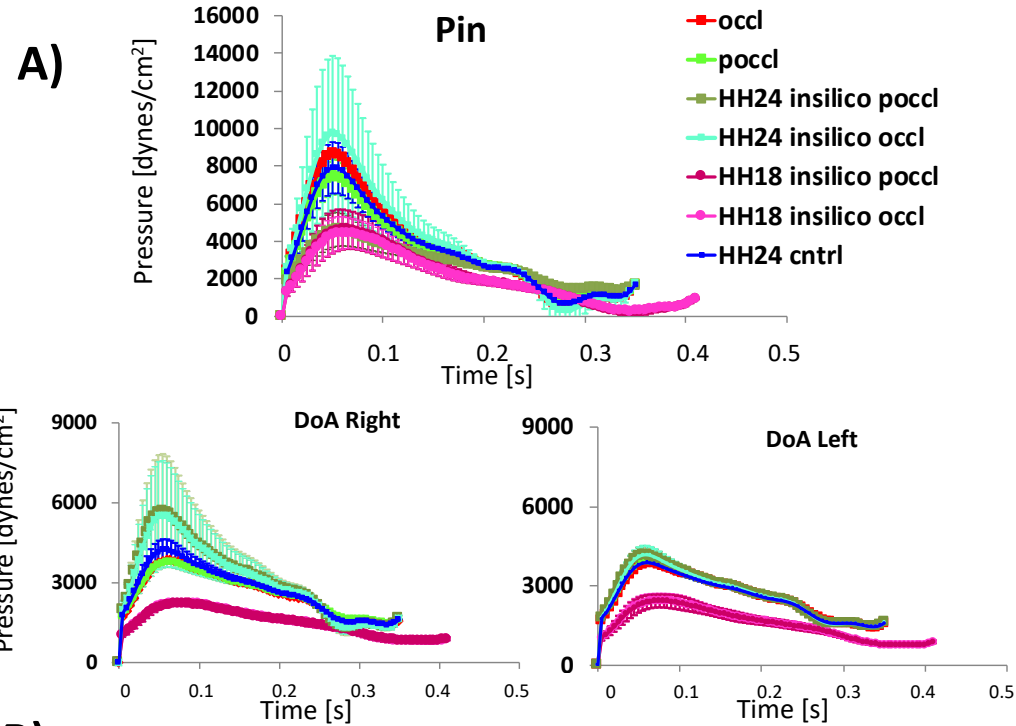 A)
Pin
Pressure [dynes/cm²]
16000
14000
12000
10000
8000
6000
4000
2000
0
0 0.1 0.2 0.3 0.4 0.5
Time [s]
occl
poccl
HH24 insilico poccl
HH24 insilico occl
HH18 insilico poccl
HH18 insilico occl
HH24 cntrl
DoA Right
Pressure [dynes/cm²]
9000
6000
3000
0
0 0.1 0.2 0.3 0.4 0.5
Time [s]
DoA Left
9000
6000
3000
0
0 0.1 0.2 0.3 0.4 0.5
Time [s]